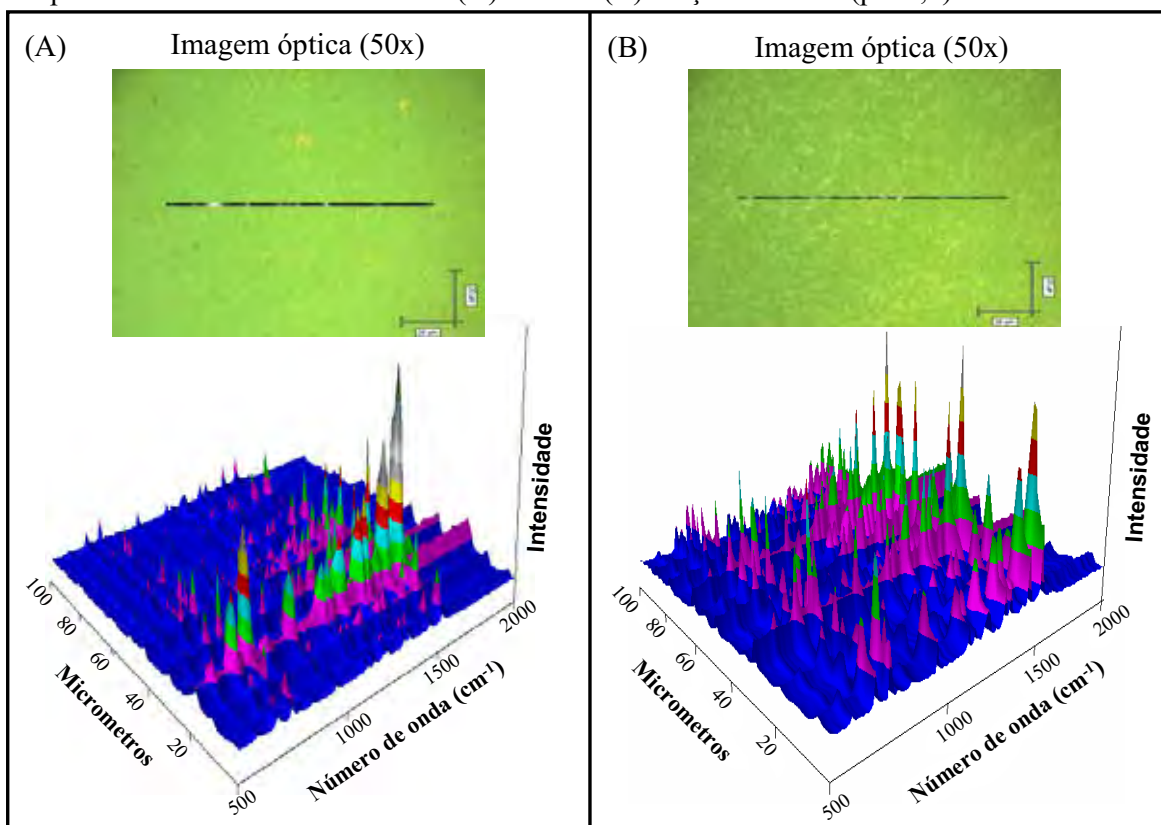 (A)
Imagem óptica (50x)
Intensidade
100
80
60
40
20
Micrometros
500
1000
1500
2000
Número de onda (cm⁻¹)
(B)
Imagem óptica (50x)
Intensidade
100
80
60
40
20
Micrometros
500
1000
1500
2000
Número de onda (cm⁻¹)